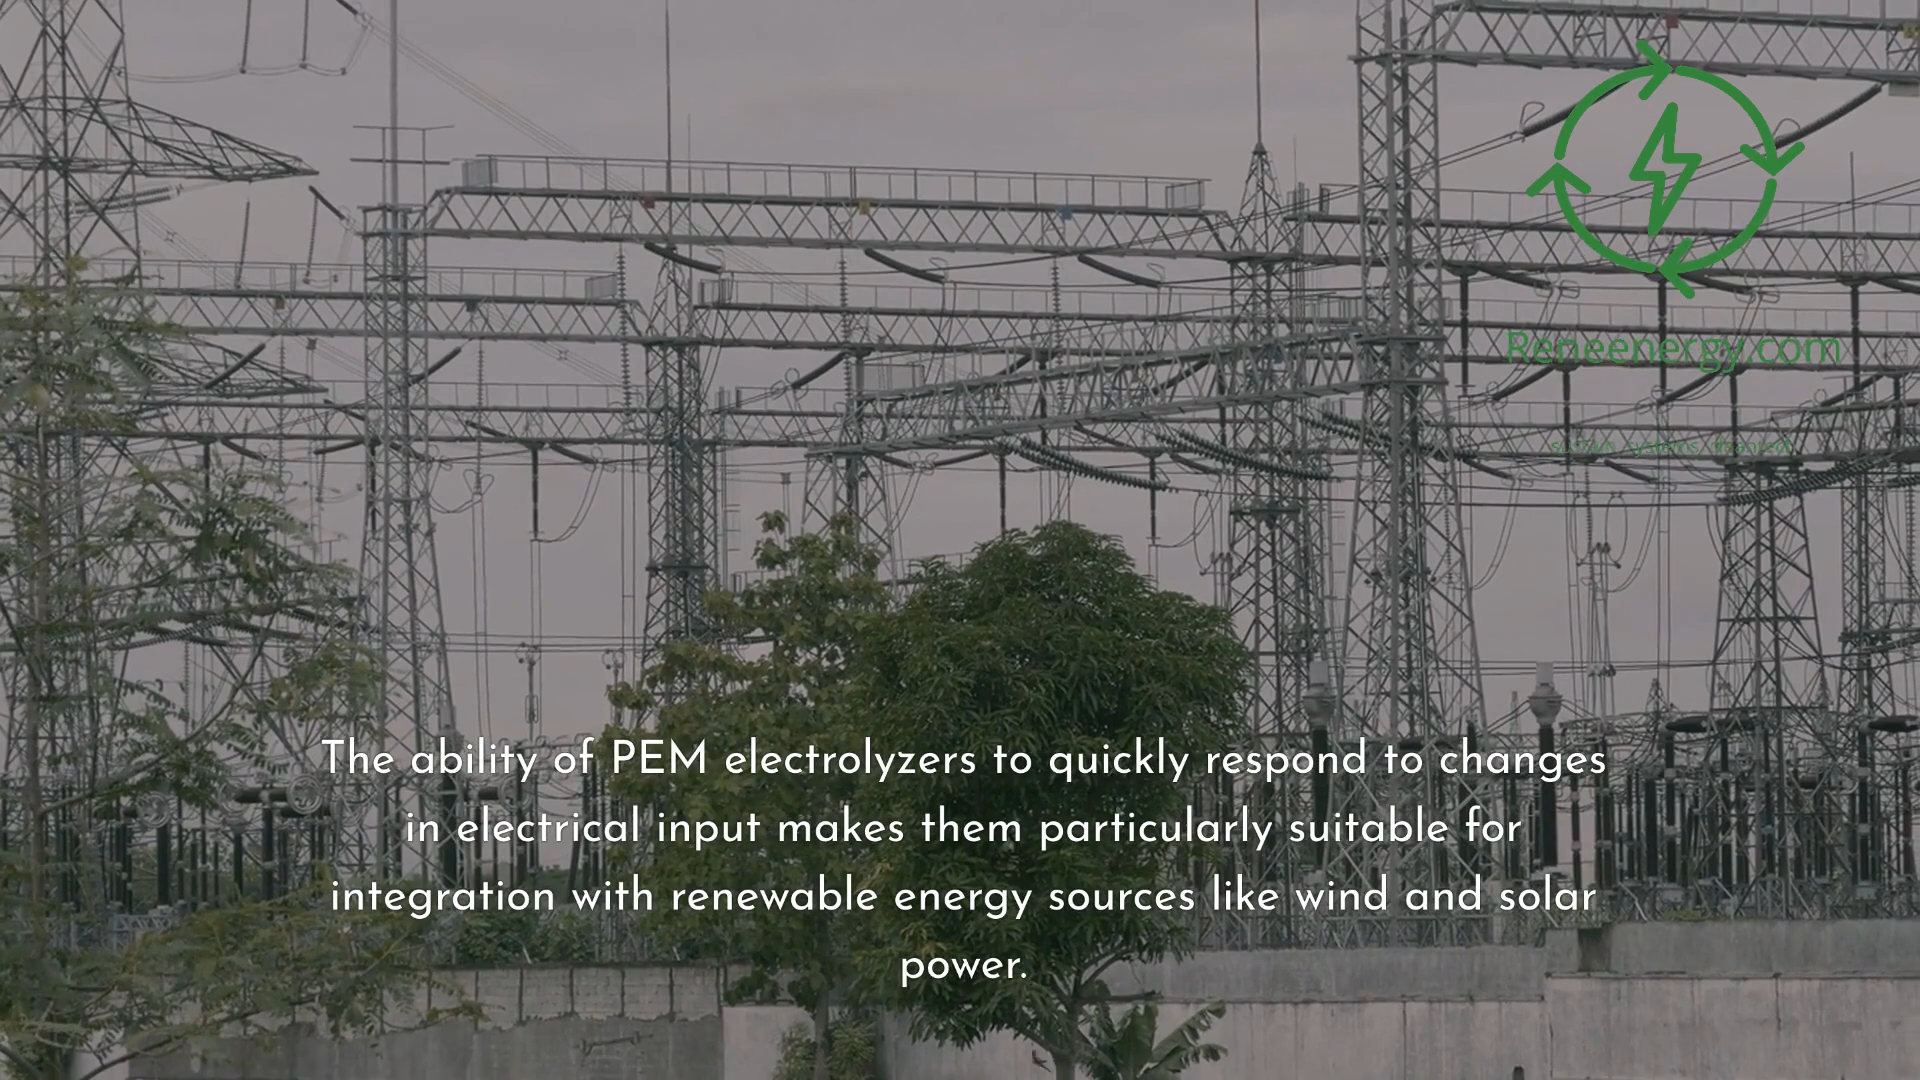 Reneenergy.com
The ability of PEM electrolyzers to quickly respond to changes
in electrical input makes them particularly suitable for
integration with renewable energy sources like wind and solar
power.